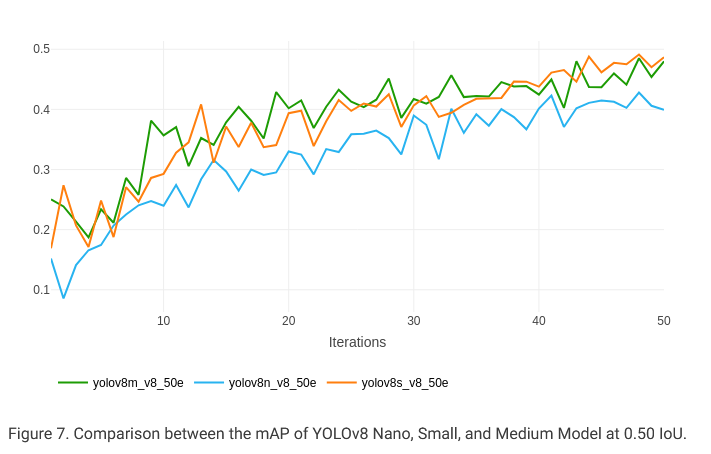 0.5
0.4
0.3
0.2
0.1
10 20 30 40 50
Iterations
yolov8m_v8_50e yolov8n_v8_50e yolov8s_v8_50e
Figure 7. Comparison between the mAP of YOLOv8 Nano, Small, and Medium Model at 0.50 IoU.